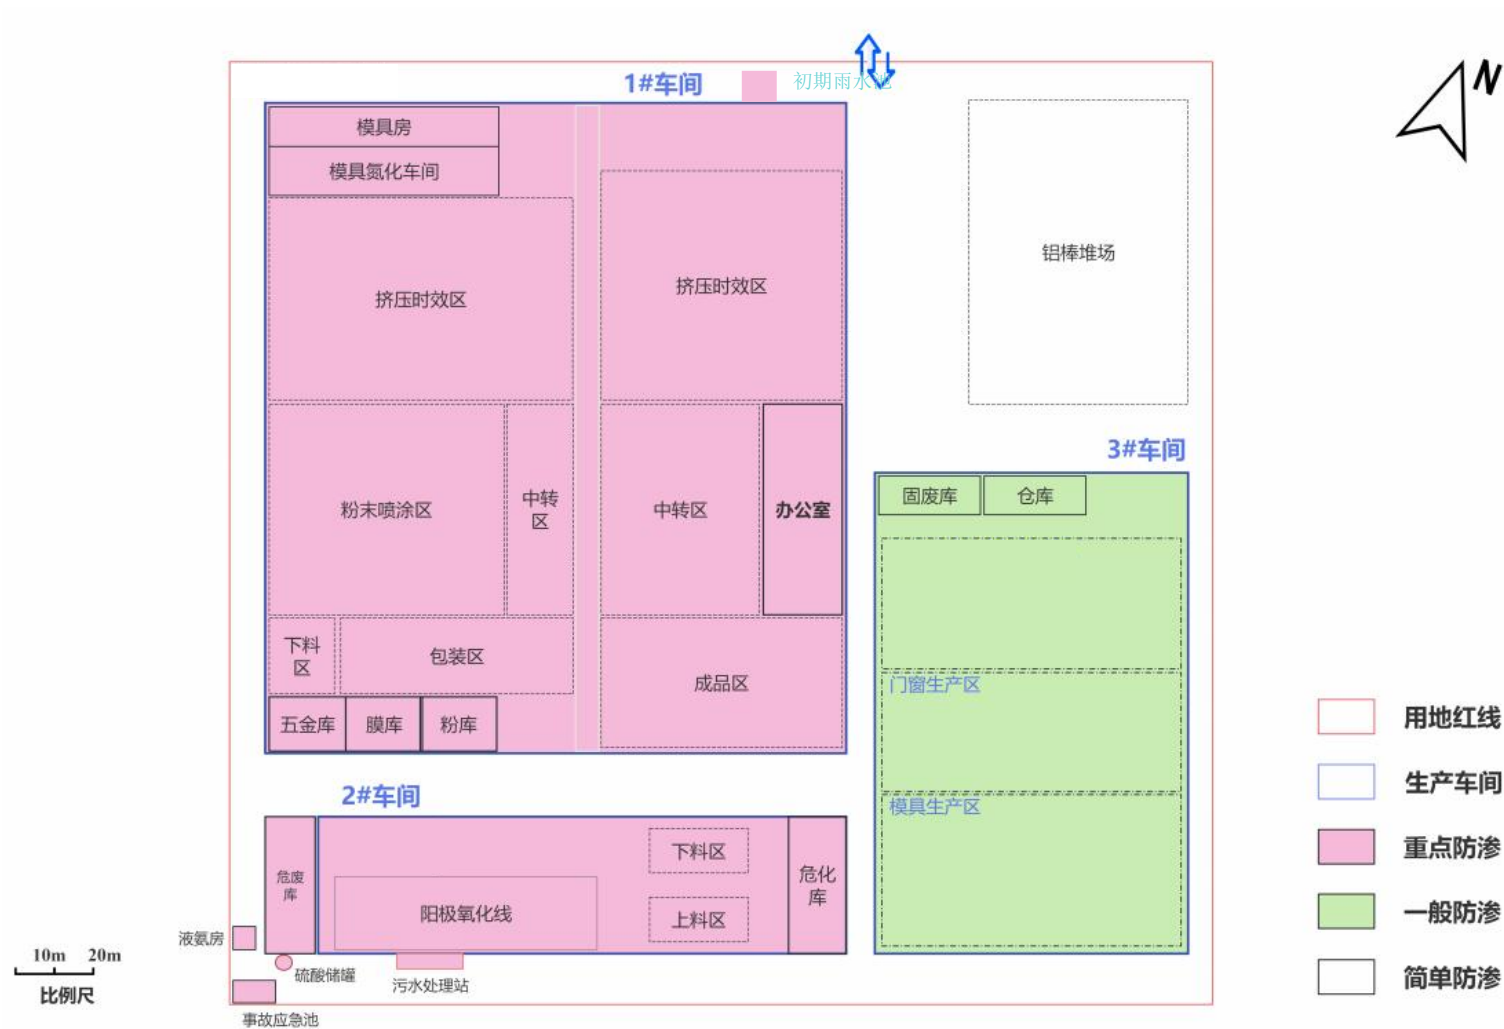 1#车间
初期雨水池
N
模具房
模具氮化车间
挤压时效区
挤压时效区
铝棒堆场
3#车间
粉末喷涂区
中转
区
中转区
办公室
固废库
仓库
下料
区
包装区
成品区
门窗生产区
五金库
膜库
粉库
用地红线
生产车间
2#车间
模具生产区
重点防渗
下料区
危废
库
危化
库
阳极氧化线
上料区
一般防渗
液氨房
10m
20m
硫酸储罐
污水处理站
比例尺
简单防渗
事故应急池